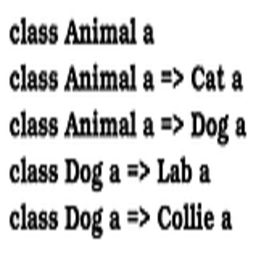 class Animal a
class Animal a => Cat a
class Animal a => Dog a
class Dog a => Lab a
class Dog a => Collie a